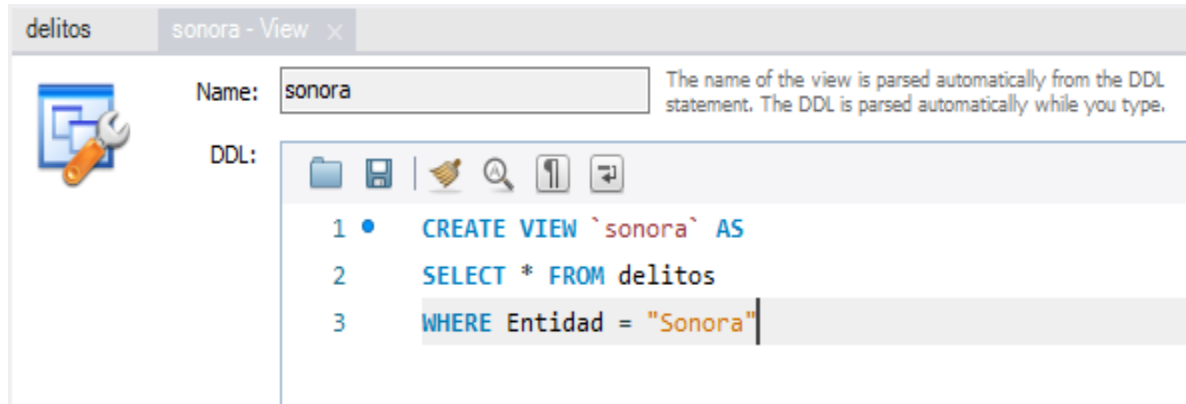 delitos
sonora - View ×
Name:
sonora
The name of the view is parsed automatically from the DDL
statement. The DDL is parsed automatically while you type.
DDL:
1 CREATE VIEW `sonora` AS
2 SELECT * FROM delitos
3 WHERE Entidad = "Sonora"